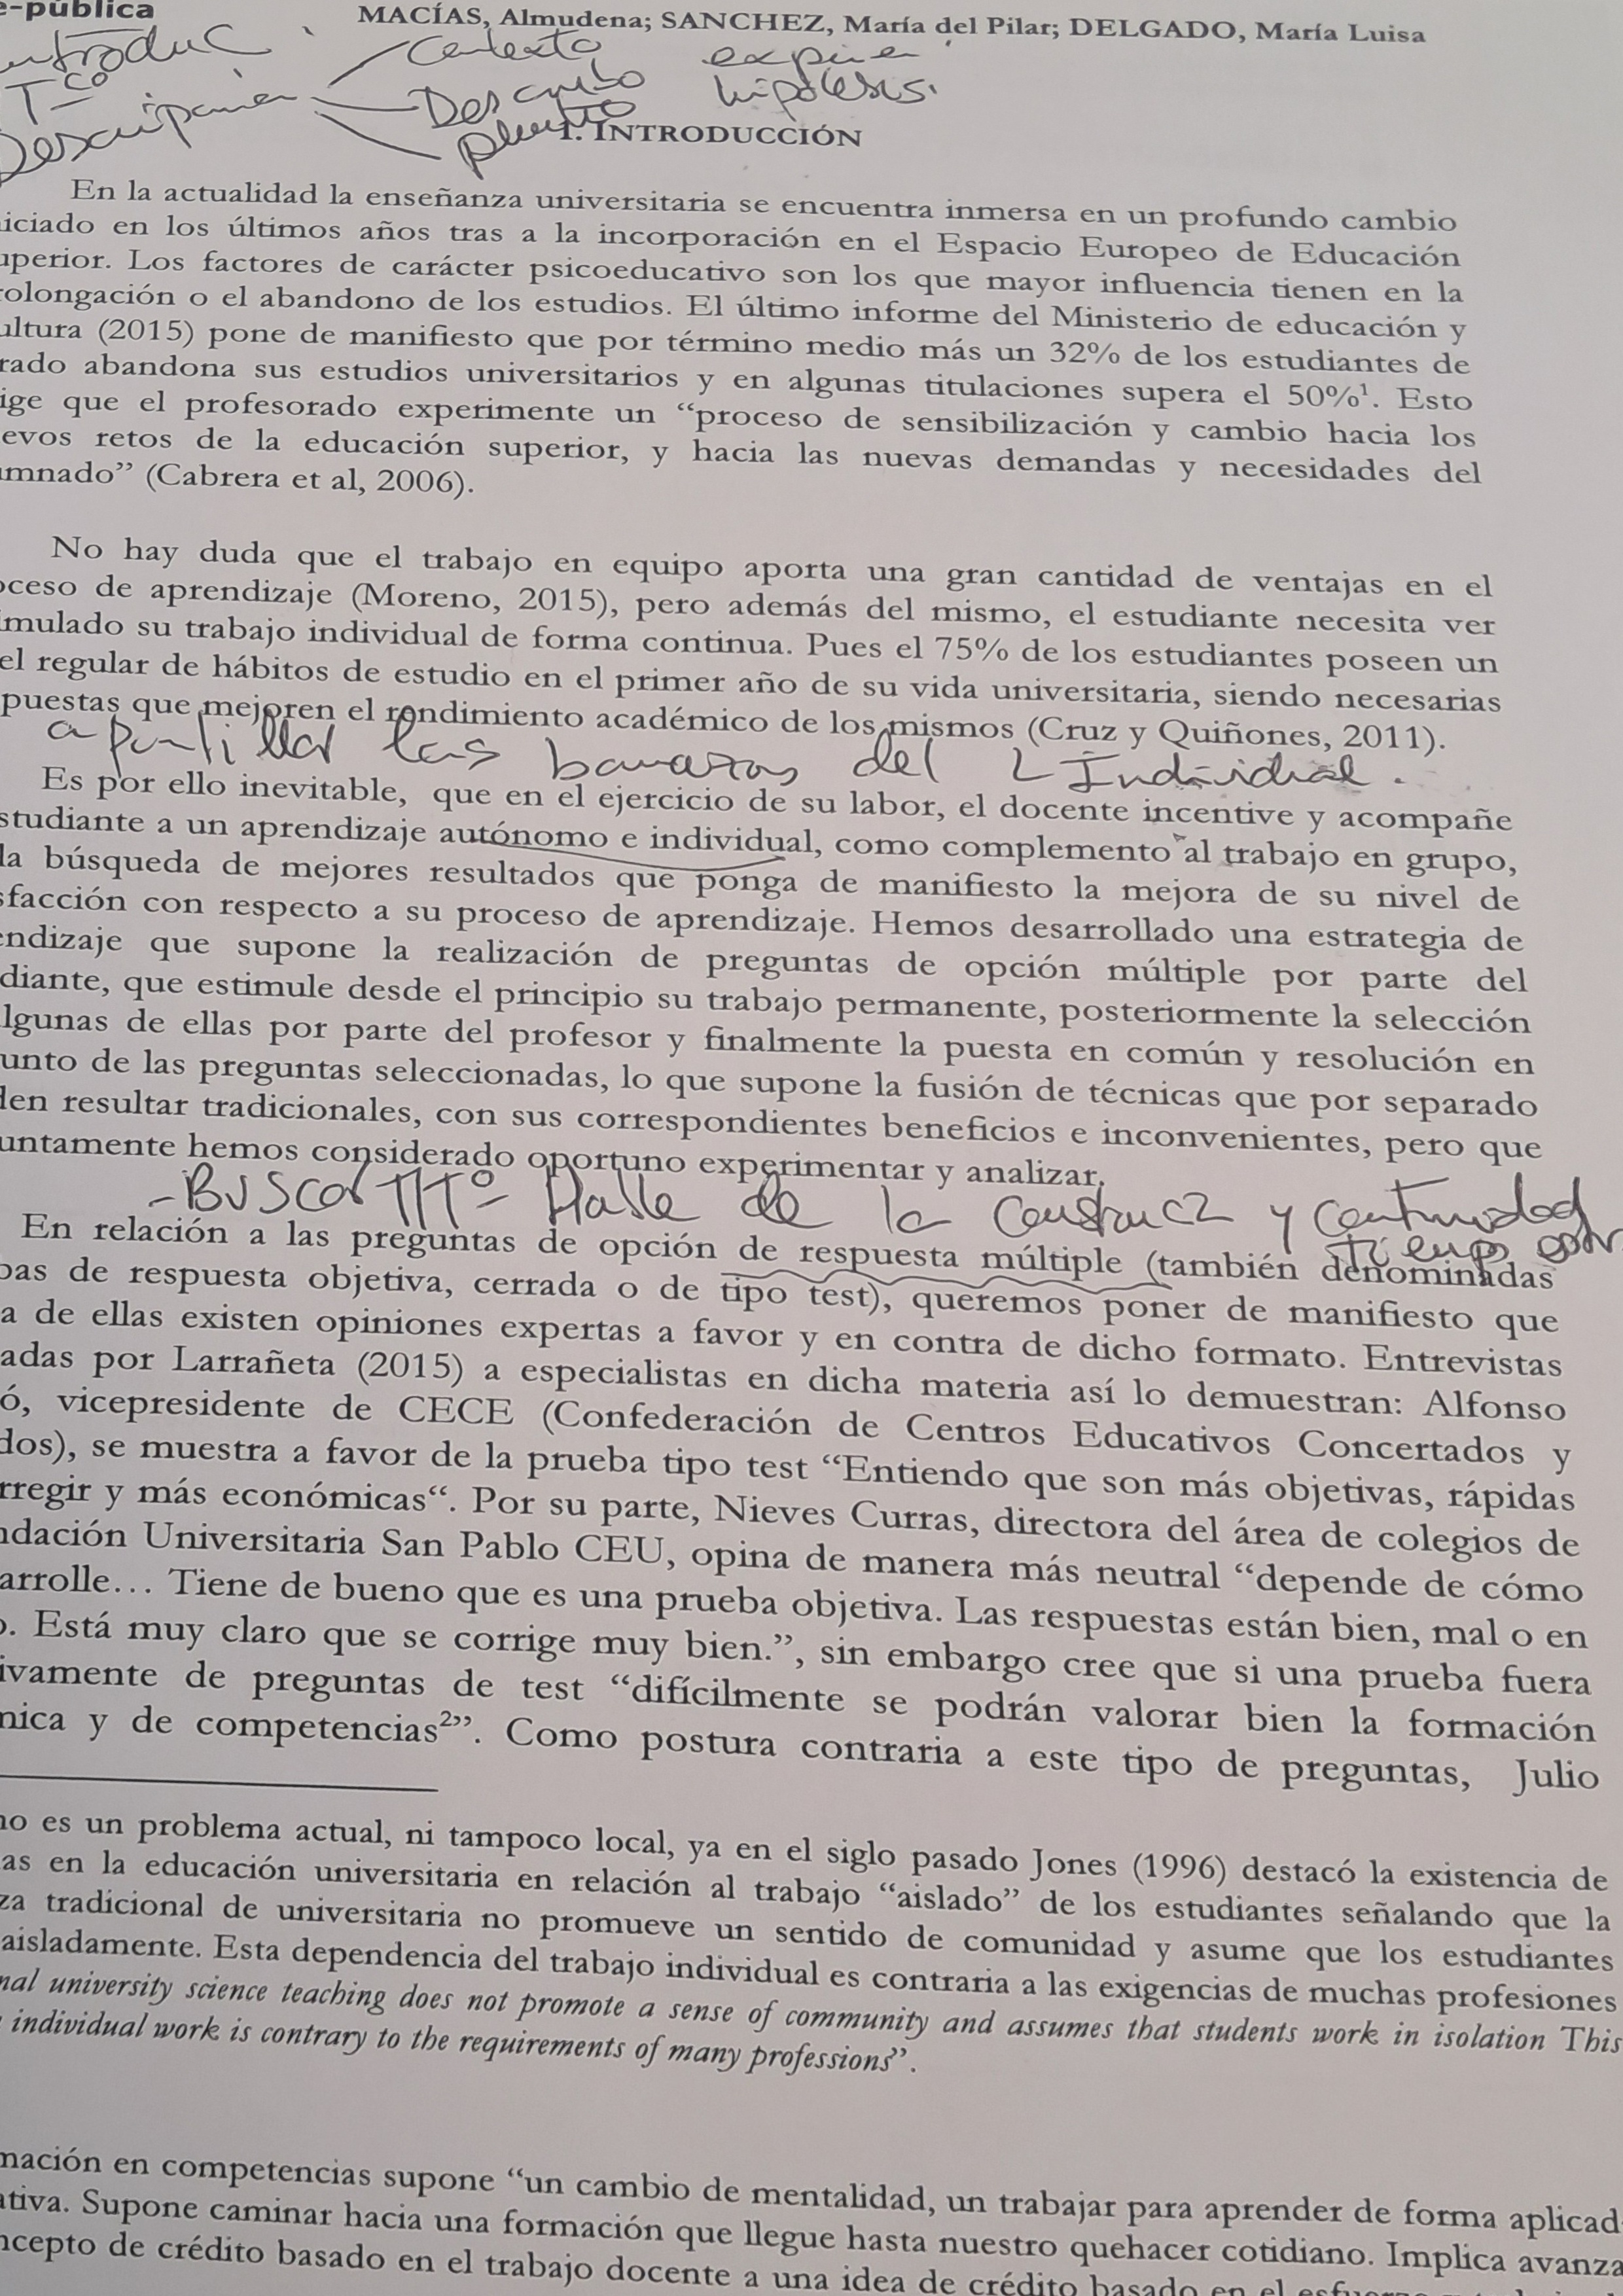 e-pública
MACÍAS, Almudena; SANCHEZ, María del Pilar; DELGADO, María Luisa
Contexto
hipótesis.
1. INTRODUCCIÓN
En la actualidad la enseñanza universitaria se encuentra inmersa en un profundo cambio
iciado en los últimos años tras a la incorporación en el Espacio Europeo de Educación
uperior. Los factores de carácter psicoeducativo son los que mayor influencia tienen en la
rolongación o el abandono de los estudios. El último informe del Ministerio de educación y
ultura (2015) pone de manifiesto que por término medio más un 32% de los estudiantes de
rado abandona sus estudios universitarios y en algunas titulaciones supera el 50%¹. Esto
ige que el profesorado experimente un “proceso de sensibilización y cambio hacia los
evos retos de la educación superior, y hacia las nuevas demandas y necesidades del
umnado” (Cabrera et al, 2006).
No hay duda que el trabajo en equipo aporta una gran cantidad de ventajas en el
oceso de aprendizaje (Moreno, 2015), pero además del mismo, el estudiante necesita ver
imulado su trabajo individual de forma continua. Pues el 75% de los estudiantes poseen un
el regular de hábitos de estudio en el primer año de su vida universitaria, siendo necesarias
puestas que mejoren el rendimiento académico de los mismos (Cruz y Quiñones, 2011).
apuntillar las del Individual.
Es por ello inevitable, que en el ejercicio de su labor, el docente incentive y acompañe
studiante a un aprendizaje autónomo e individual, como complemento al trabajo en grupo,
la búsqueda de mejores resultados que ponga de manifiesto la mejora de su nivel de
sfacción con respecto a su proceso de aprendizaje. Hemos desarrollado una estrategia de
endizaje que supone la realización de preguntas de opción múltiple por parte del
diante, que estimule desde el principio su trabajo permanente, posteriormente la selección
lgunas de ellas por parte del profesor y finalmente la puesta en común y resolución en
unto de las preguntas seleccionadas, lo que supone la fusión de técnicas que por separado
den resultar tradicionales, con sus correspondientes beneficios e inconvenientes, pero que
untamente hemos considerado oportuno experimentar y analizar.
- Buscar de la y
En relación a las preguntas de opción de respuesta múltiple (también denominadas
bas de respuesta objetiva, cerrada o de tipo test), queremos poner de manifiesto que
a de ellas existen opiniones expertas a favor y en contra de dicho formato. Entrevistas
adas por Larrañeta (2015) a especialistas en dicha materia así lo demuestran: Alfonso
ó, vicepresidente de CECE (Confederación de Centros Educativos Concertados y
dos), se muestra a favor de la prueba tipo test “Entiendo que son más objetivas, rápidas
rregir y más económicas“. Por su parte, Nieves Curras, directora del área de colegios de
ndación Universitaria San Pablo CEU, opina de manera más neutral “depende de cómo
arrolle… Tiene de bueno que es una prueba objetiva. Las respuestas están bien, mal o en
o. Está muy claro que se corrige muy bien.”, sin embargo cree que si una prueba fuera
ivamente de preguntas de test “difícilmente se podrán valorar bien la formación
nica y de competencias²”. Como postura contraria a este tipo de preguntas, Julio
no es un problema actual, ni tampoco local, ya en el siglo pasado Jones (1996) destacó la existencia de
as en la educación universitaria en relación al trabajo “aislado” de los estudiantes señalando que la
za tradicional de universitaria no promueve un sentido de comunidad y asume que los estudiantes
aisladamente. Esta dependencia del trabajo individual es contraria a las exigencias de muchas profesiones
nal university science teaching does not promote a sense of community and assumes that students work in isolation This
individual work is contrary to the requirements of many professions”.
mación en competencias supone “un cambio de mentalidad, un trabajar para aprender de forma aplicad
ativa. Supone caminar hacia una formación que llegue hasta nuestro quehacer cotidiano. Implica avanza
ncepto de crédito basado en el trabajo docente a una idea de crédito basado en el